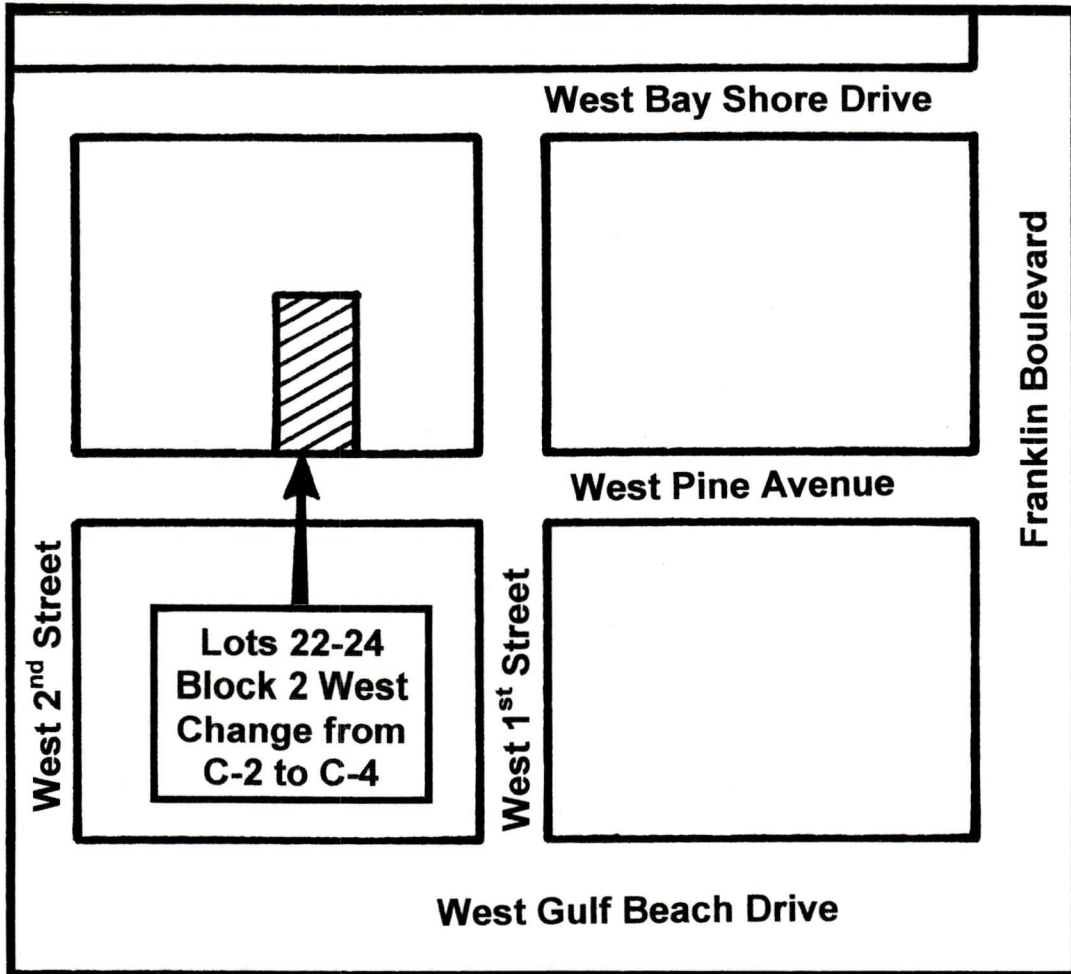 West Bay Shore Drive
Franklin Boulevard
West Pine Avenue
West 2nd Street
Lots 22-24
Block 2 West
Change from
C-2 to C-4
West 1st Street
West Gulf Beach Drive